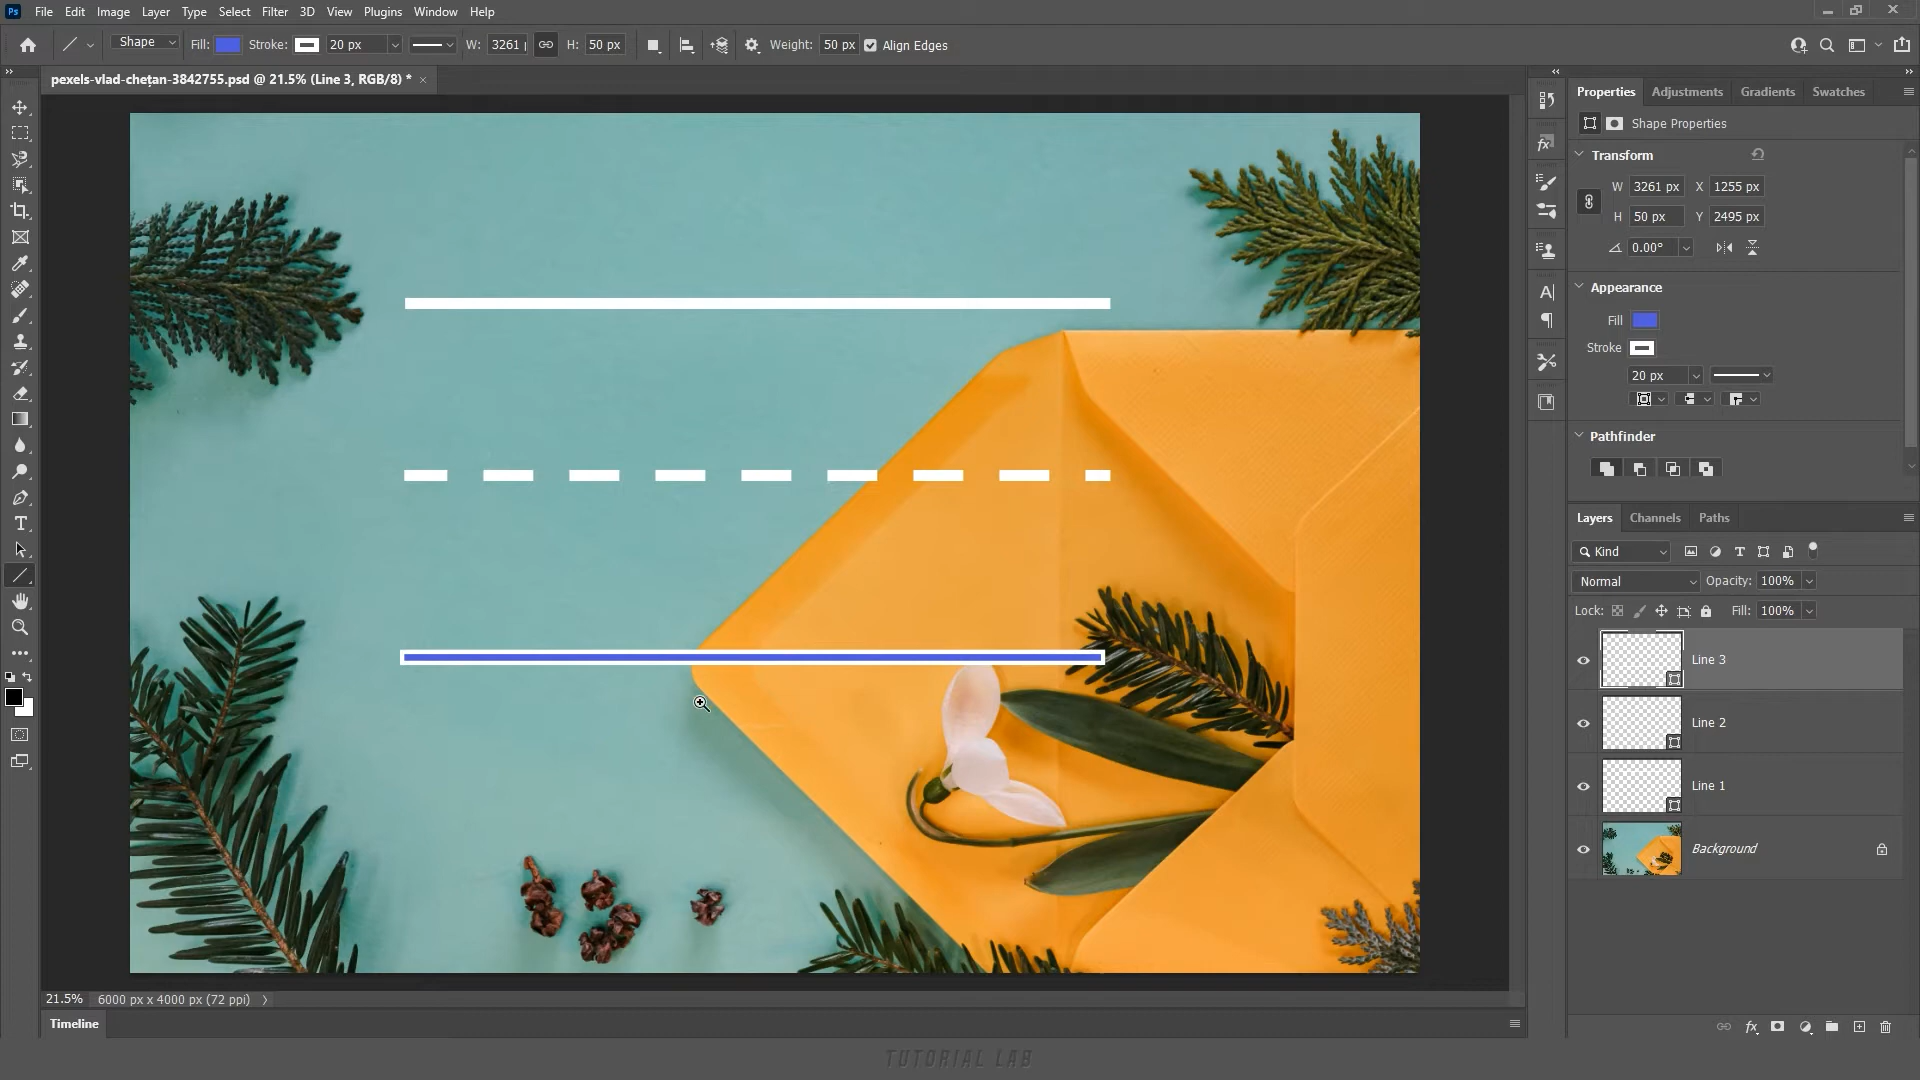 Ps File Edit Image Layer Type Select Filter 3D View Plugins Window Help
Shape Fill: Stroke: 20 px W: 3261 H: 50 px Weight: 50 px Align Edges
pexels-vlad-chețan-3842755.psd @ 21.5% (Line 3, RGB/8) *
Properties Adjustments Gradients Swatches
Shape Properties
Transform
W 3261 px X 1255 px
H 50 px Y 2495 px
0.00°
Appearance
Fill
Stroke
20 px
Pathfinder
Layers Channels Paths
Kind
Normal Opacity: 100%
Lock: Fill: 100%
Line 3
Line 2
Line 1
Background
21.5% 6000 px x 4000 px (72 ppi)
Timeline
TUTORIAL LAB